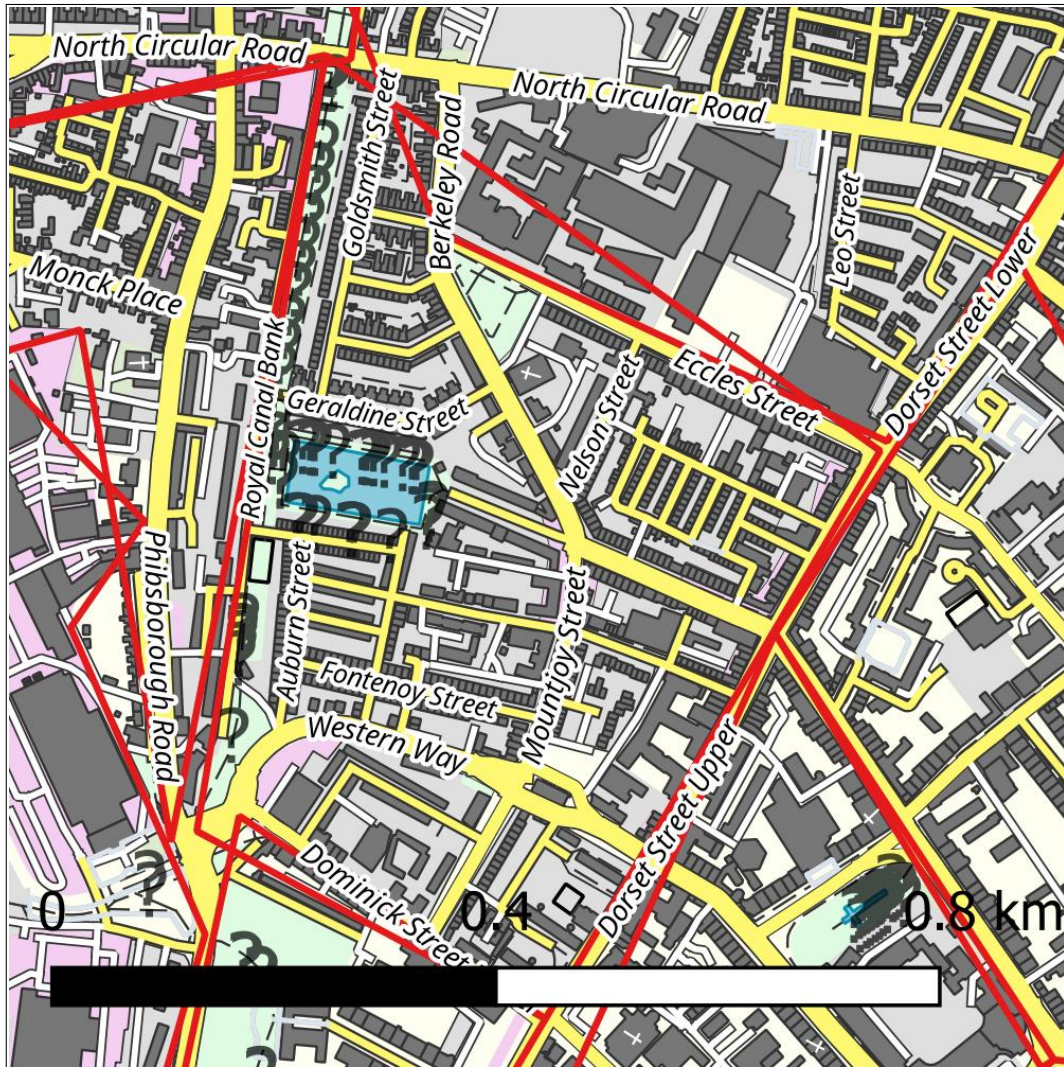 North Circular Road
North Circular Road
Goldsmith Street
Berkeley Road
Leo Street
Monck Place
Dorset Street Lower
Royal Canal Bank
Eccles Street
Geraldine Street
Nelson Street
Phibsborough Road
Auburn Street
Mountjoy Street
Fontenoy Street
Western Way
Dorset Street Upper
Dominick Street
0
0.4
0.8 km